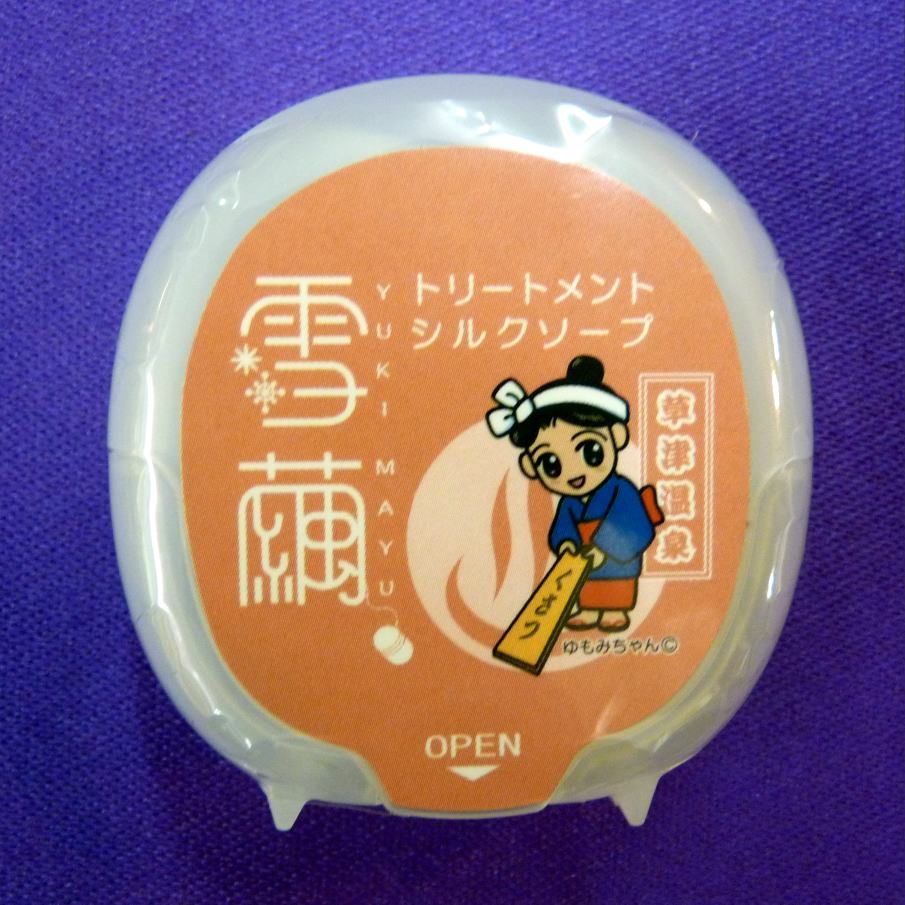 雪繭
YUKI MAYU
トリートメント
シルクソープ
草津温泉
くさつ
ゆもみちゃん©
OPEN